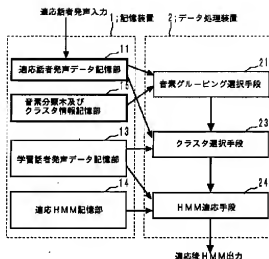 適応話者発声入力
1;記憶装置
2;データ処理装置
11
適応話者発声データ記憶部
音素分類木及び
クラスタ情報記憶部
13
学習話者発声データ記憶部
14
適応HMM記憶部
21
音素グルーピング選択手段
23
クラスタ選択手段
24
HMM適応手段
適応後HMM出力